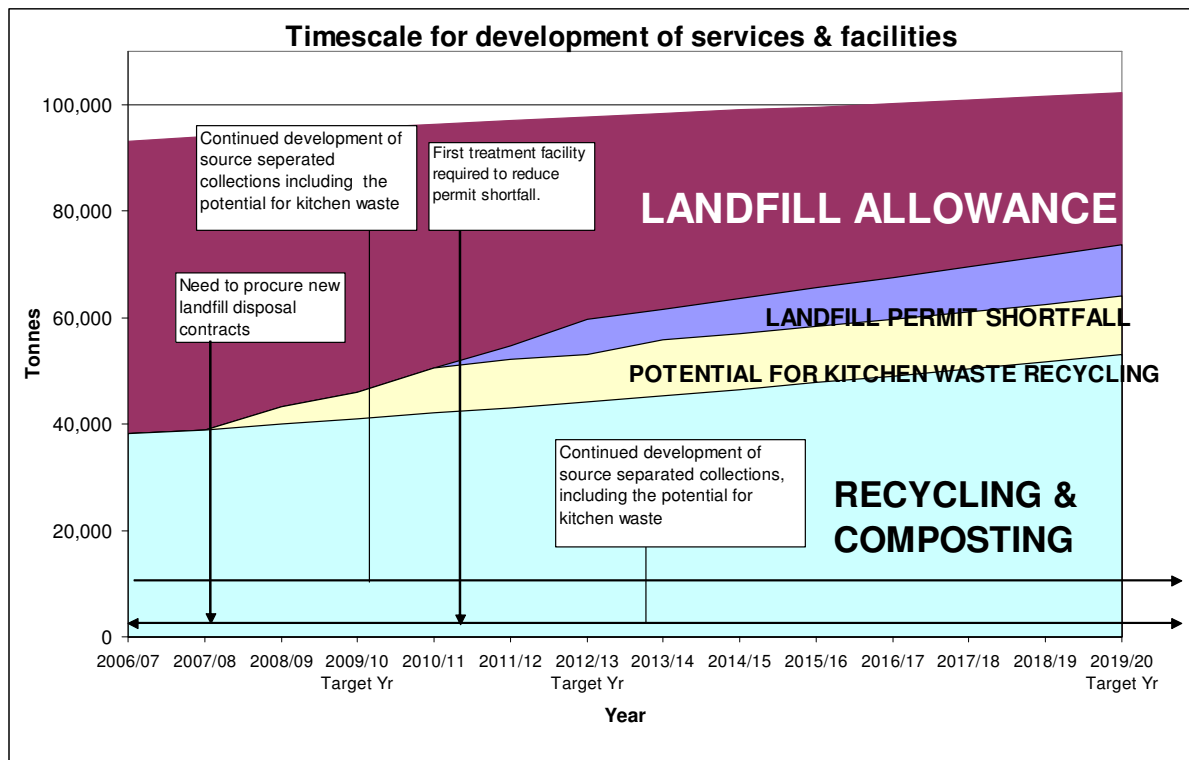 Timescale for development of services & facilities
100,000
80,000
60,000
40,000
20,000
0
Tonnes
Continued development of
source seperated
collections including the
potential for kitchen waste
First treatment facility
required to reduce
permit shortfall.
Need to procure new
landfill disposal
contracts
LANDFILL ALLOWANCE
LANDFILL PERMIT SHORTFALL
POTENTIAL FOR KITCHEN WASTE RECYCLING
Continued development of
source separated collections,
including the potential for
kitchen waste
RECYCLING &
COMPOSTING
2006/07 2007/08 2008/09 2009/10 2010/11 2011/12 2012/13 2013/14 2014/15 2015/16 2016/17 2017/18 2018/19 2019/20
Target Yr Target Yr Target Yr
Year